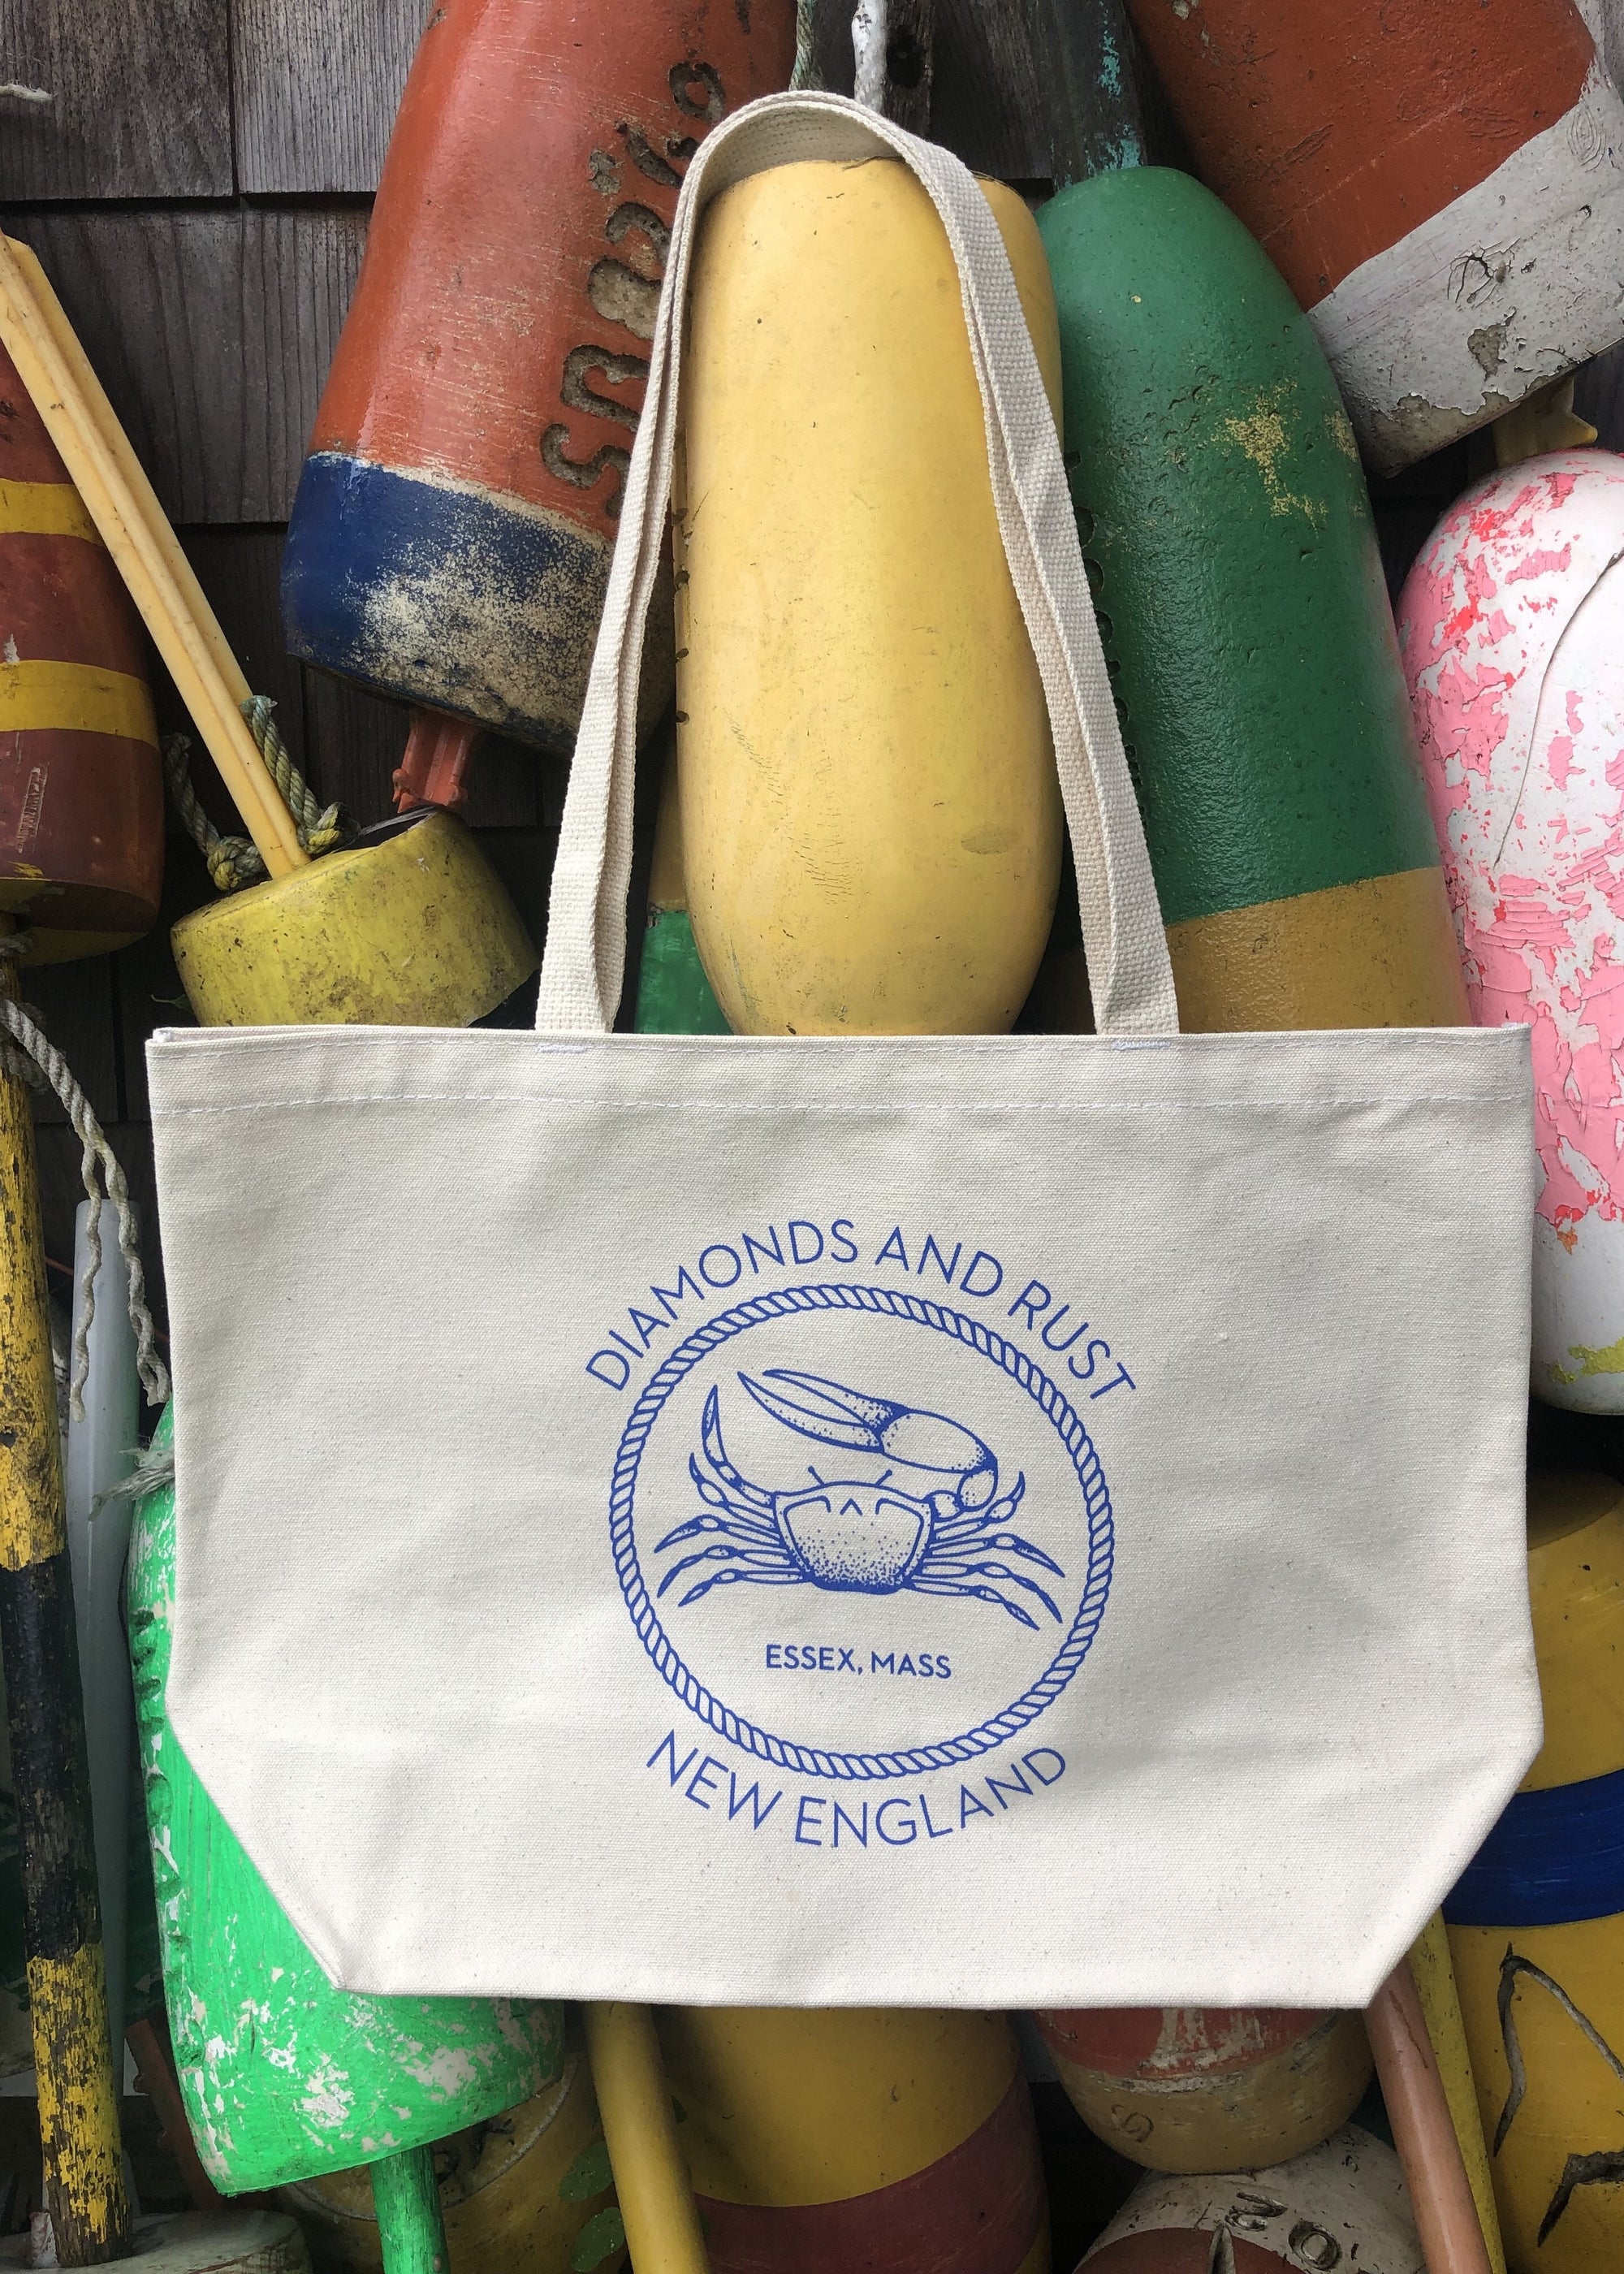 DIAMONDS AND RUST
ESSEX, MASS
NEW ENGLAND